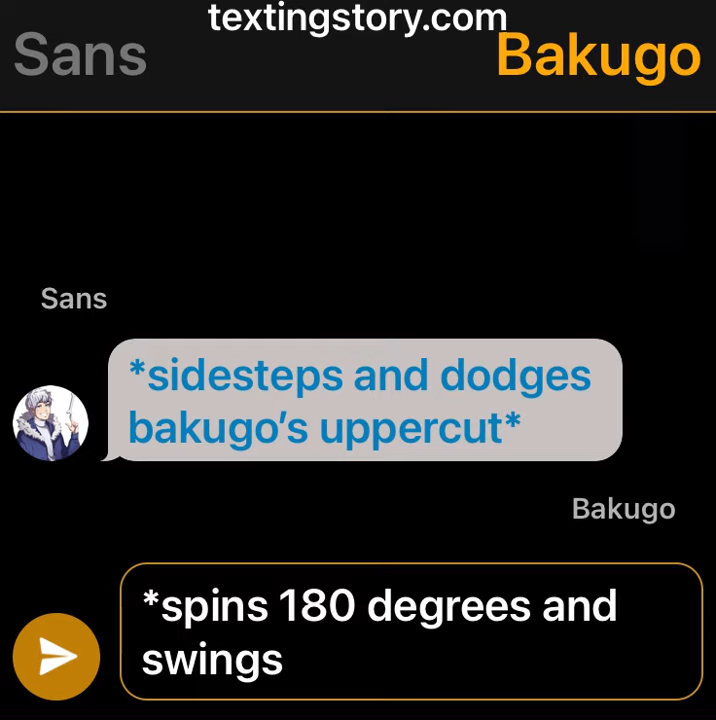 textingstory.com
Sans
Bakugo
Sans
*sidesteps and dodges
bakugo’s uppercut*
Bakugo
*spins 180 degrees and
swings